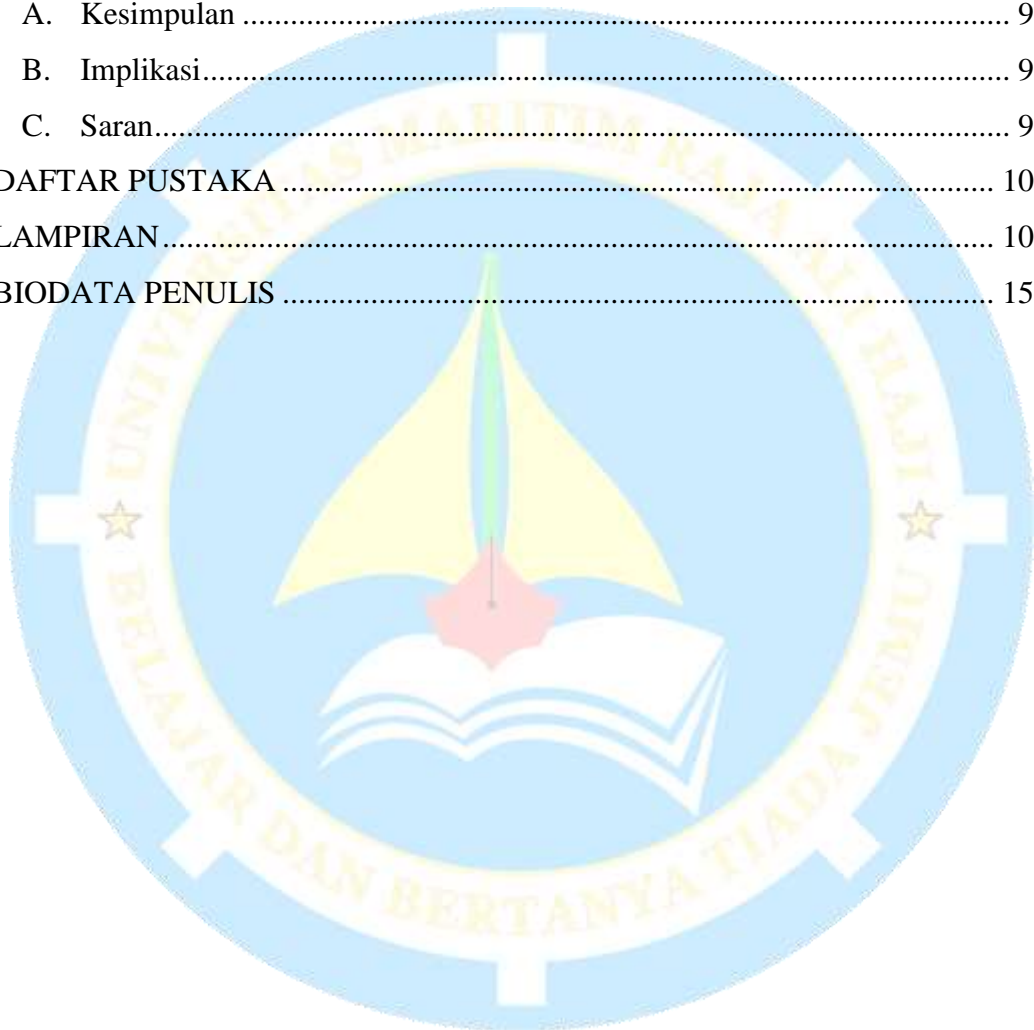 A. Kesimpulan ........................................................................................... 9
B. Implikasi................................................................................................ 9
C. Saran...................................................................................................... 9
DAFTAR PUSTAKA .................................................................................... 10
LAMPIRAN................................................................................................... 10
BIODATA PENULIS .................................................................................... 15
UNIVERSITAS MARITIM RAJA ALI HAJI
BELAJAR DAN BERTANYA TIADA JEMU